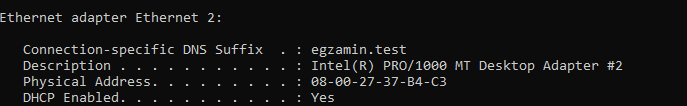 Ethernet adapter Ethernet 2:
Connection-specific DNS Suffix  . : egzamin.test
Description . . . . . . . . . . . : Intel(R) PRO/1000 MT Desktop Adapter #2
Physical Address. . . . . . . . . : 08-00-27-37-B4-C3
DHCP Enabled. . . . . . . . . . . : Yes